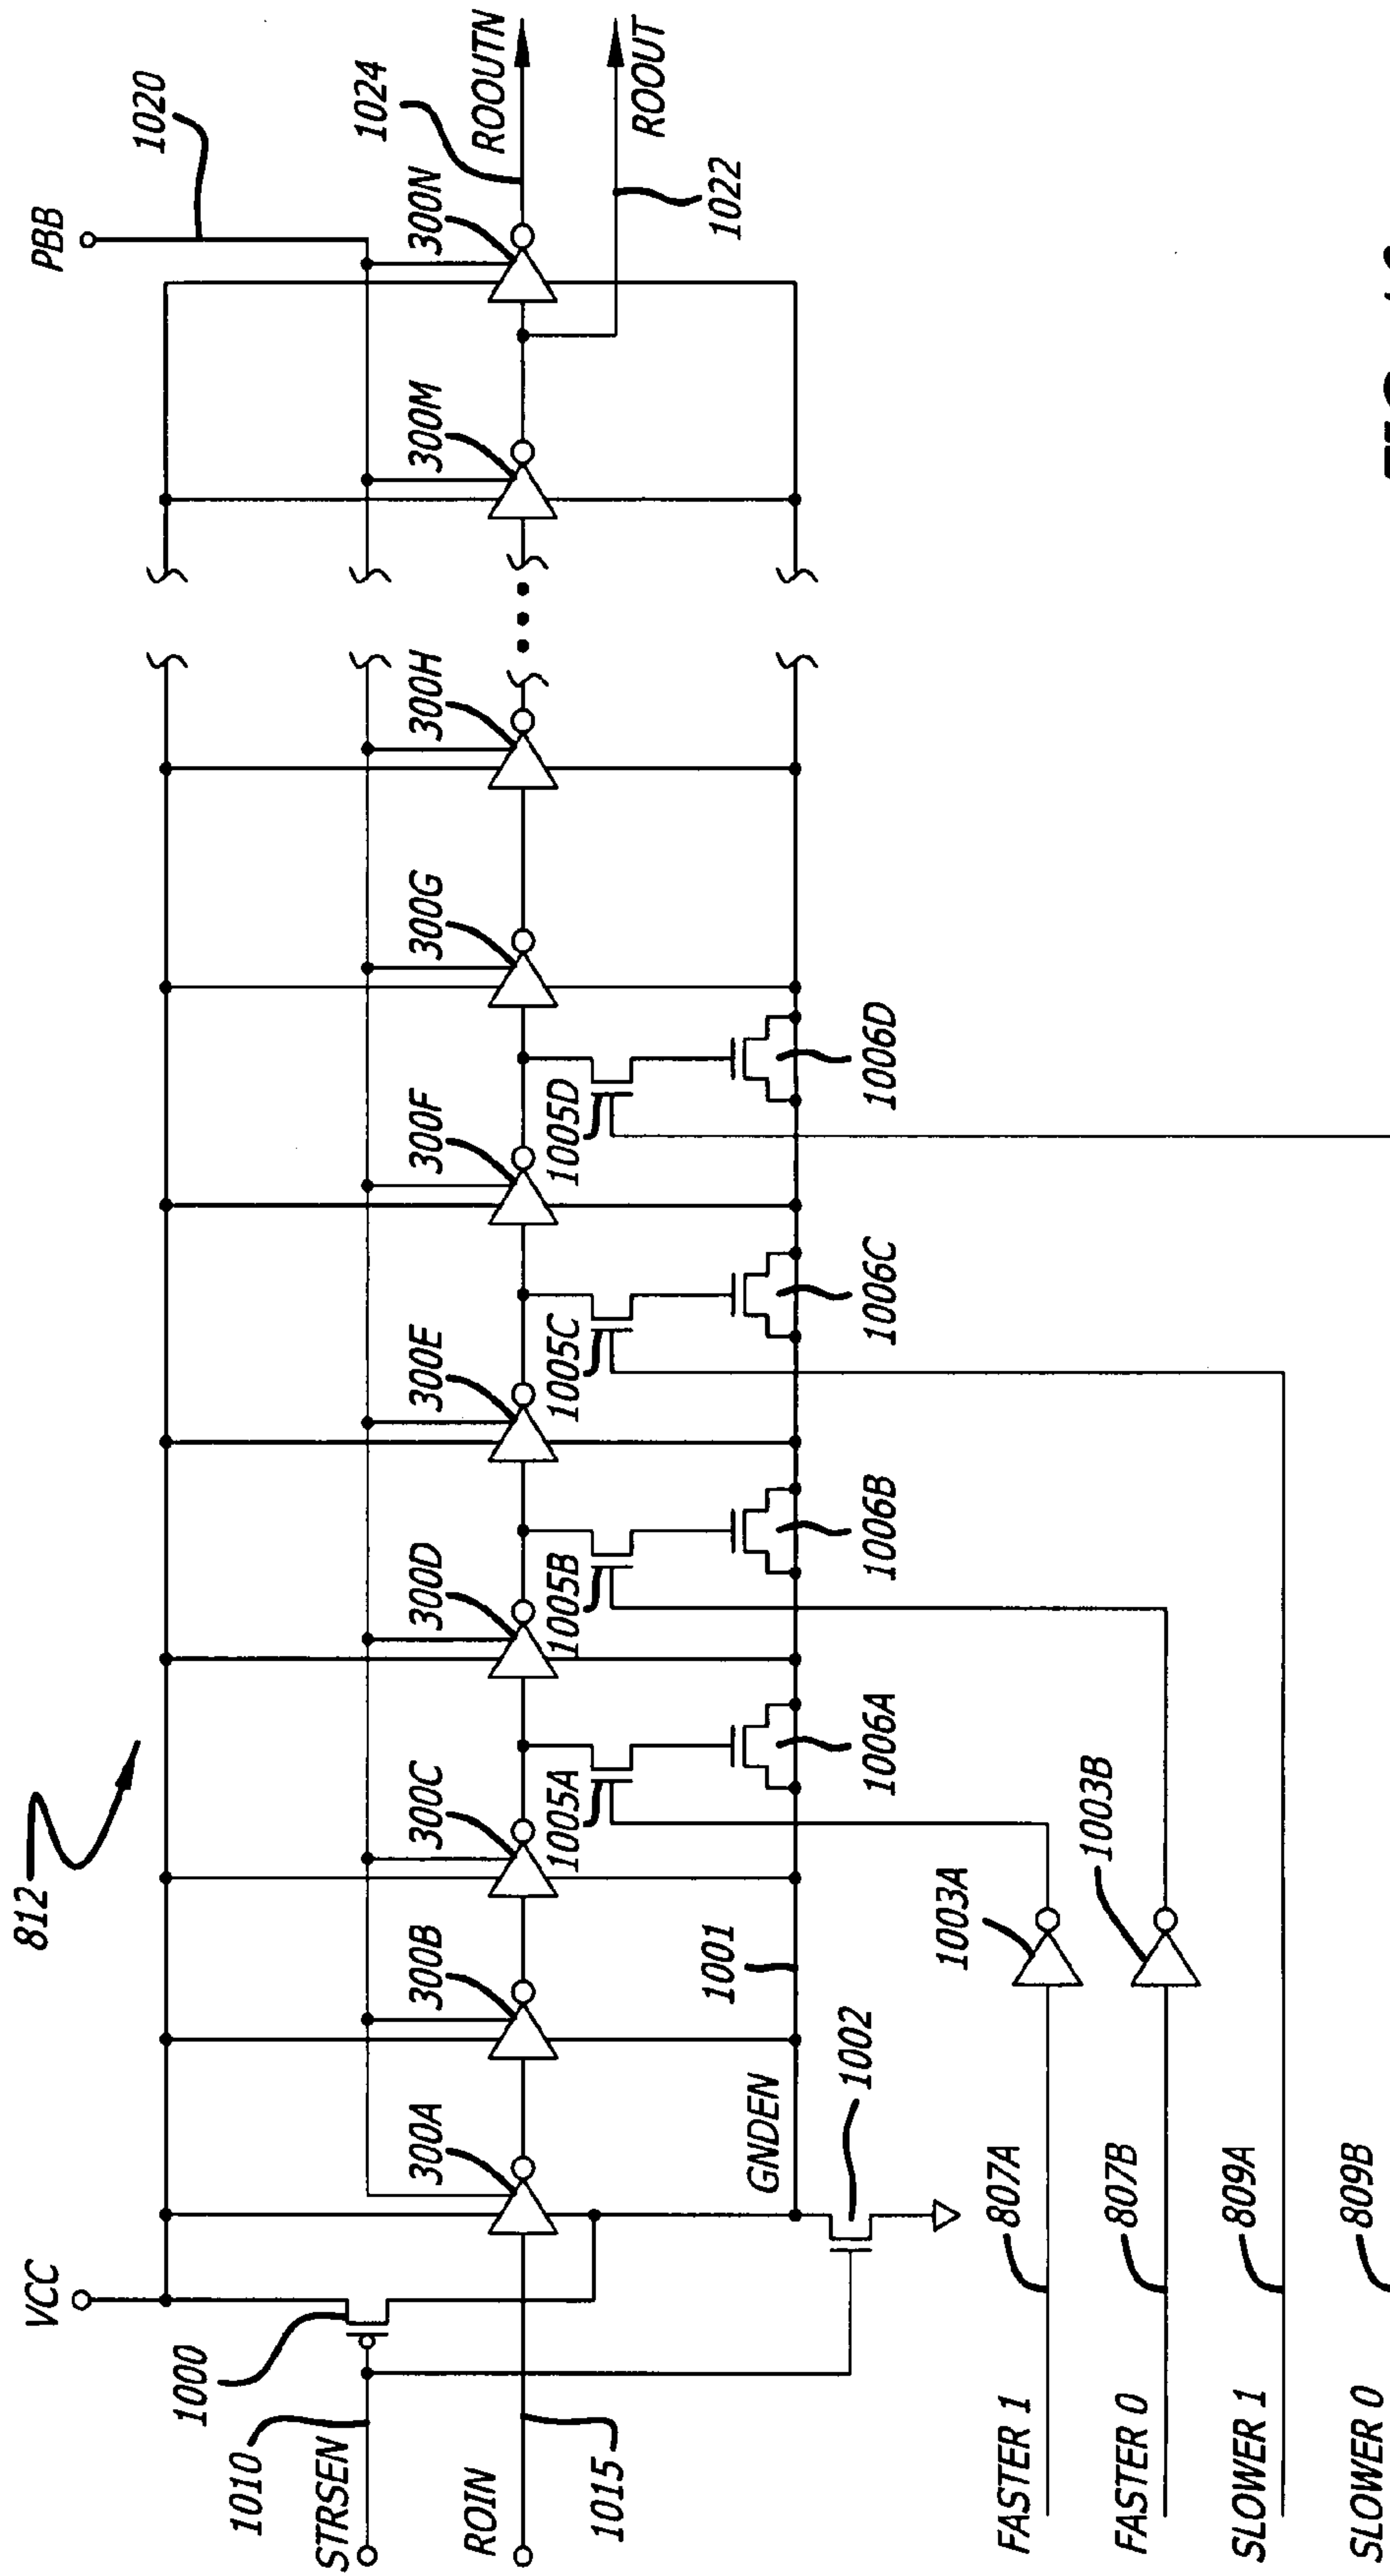 812
VCC
PBB
1020
1000
1010
STRSEN
300A
300B
300C
300D
300E
300F
300G
300H
300M
300N
1024
ROOUTN
ROIN
1015
1005A
1005B
1005C
1005D
ROOUT
1022
GNDEN
1001
1002
1006A
1006B
1006C
1006D
FASTER 1
807A
1003A
FASTER 0
807B
1003B
SLOWER 1
809A
SLOWER 0
809B